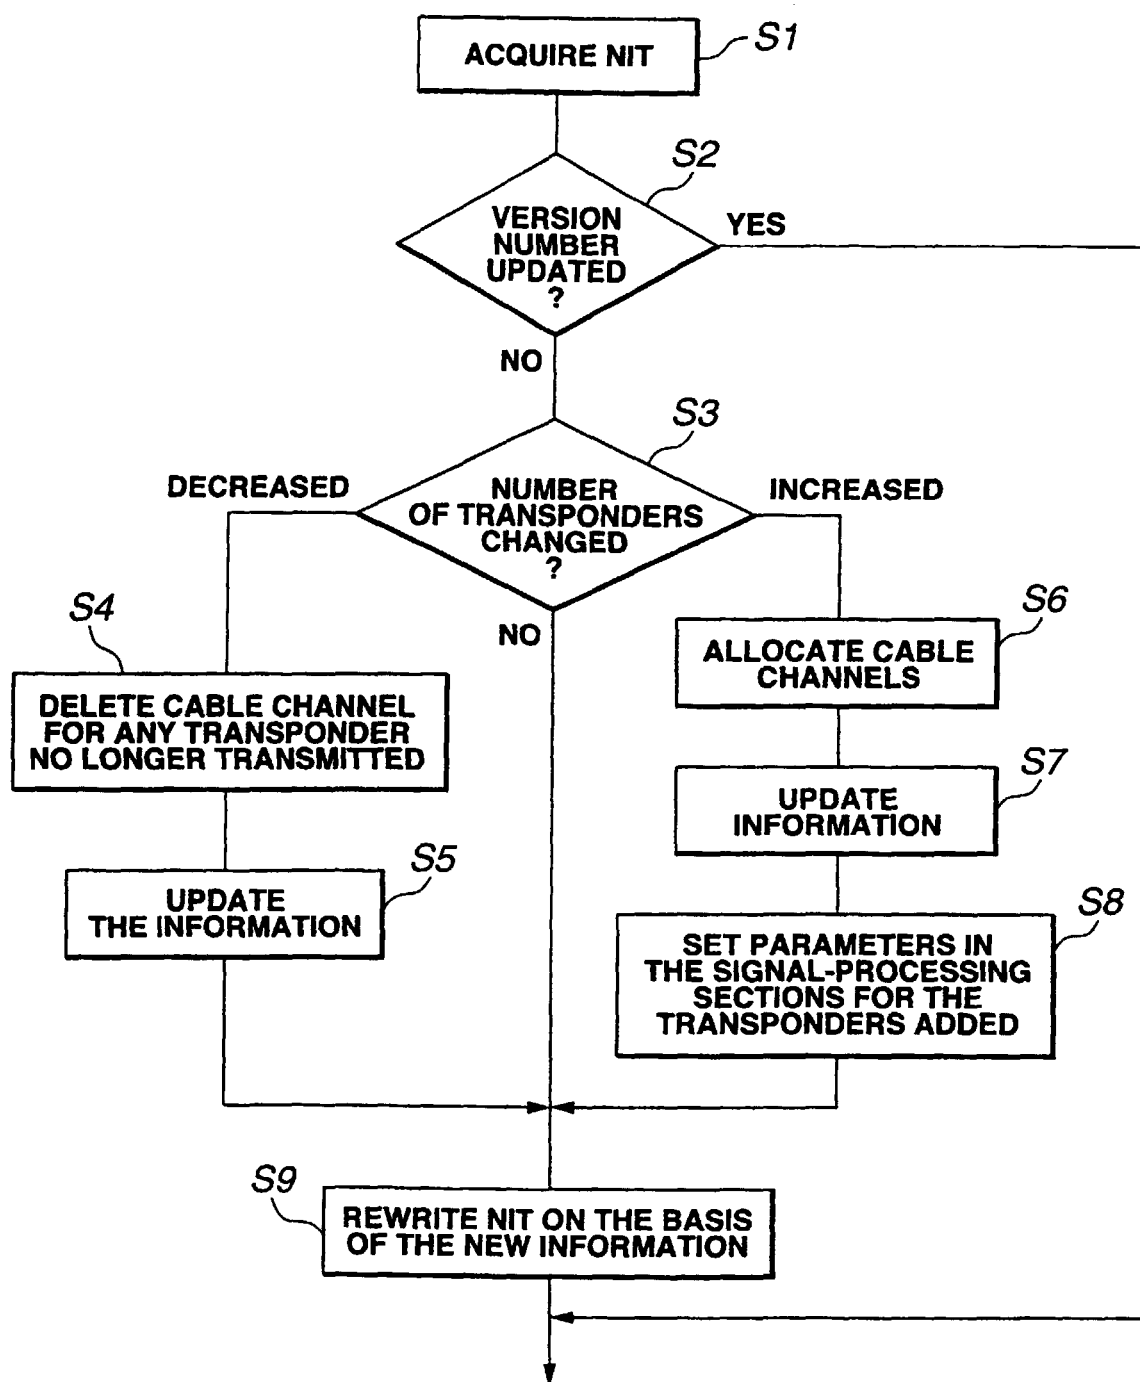 ACQUIRE NIT
S1
S2
VERSION
NUMBER
UPDATED
?
YES
NO
S3
DECREASED
NUMBER
OF TRANSPONDERS
CHANGED
?
INCREASED
NO
S4
DELETE CABLE CHANNEL
FOR ANY TRANSPONDER
NO LONGER TRANSMITTED
S6
ALLOCATE CABLE
CHANNELS
S7
UPDATE
INFORMATION
S5
UPDATE
THE INFORMATION
S8
SET PARAMETERS IN
THE SIGNAL-PROCESSING
SECTIONS FOR THE
TRANSPONDERS ADDED
S9
REWRITE NIT ON THE BASIS
OF THE NEW INFORMATION